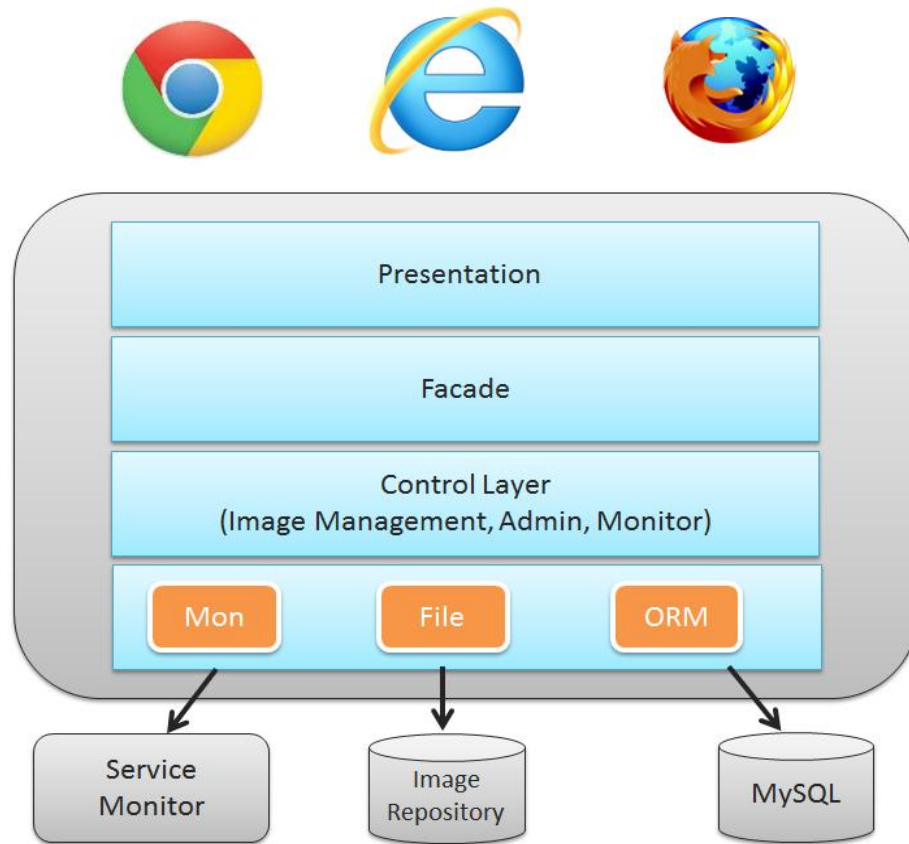 Presentation
Facade
Control Layer
(Image Management, Admin, Monitor)
Mon
File
ORM
Service
Monitor
Image
Repository
MySQL